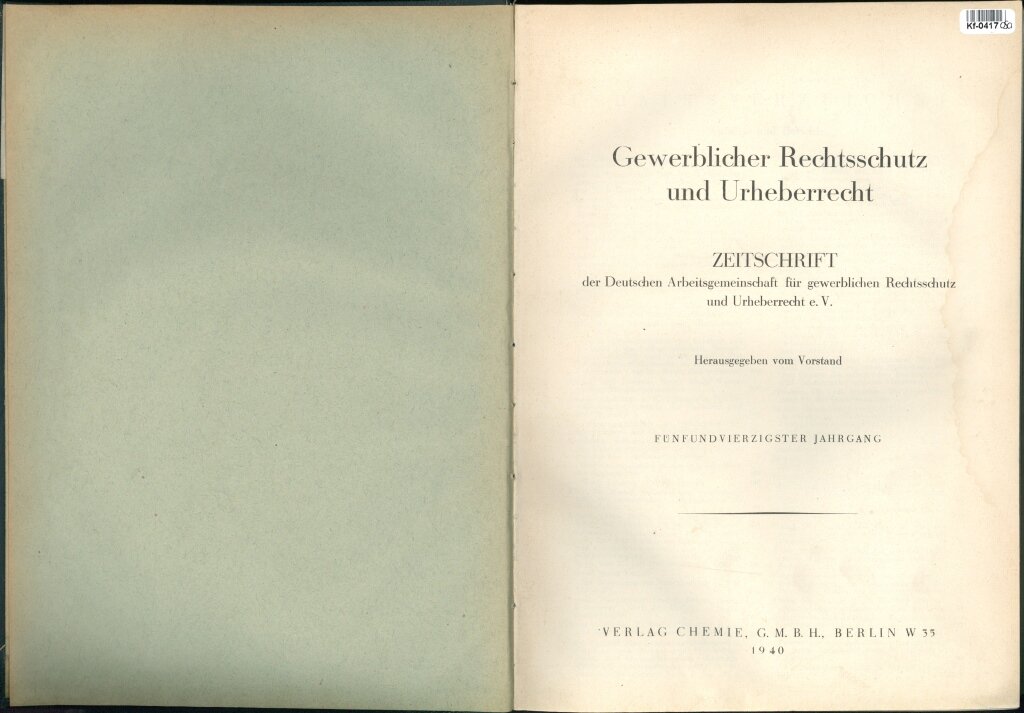 Kf-0417
Gewerblicher Rechtsschutz
und Urheberrecht
ZEITSCHRIFT
der Deutschen Arbeitsgemeinschaft für gewerblichen Rechtsschutz
und Urheberrecht e. V.
Herausgegeben vom Vorstand
FÜNFUNDVIERZIGSTER JAHRGANG
VERLAG CHEMIE, G. M. B. H., BERLIN W 35
1940